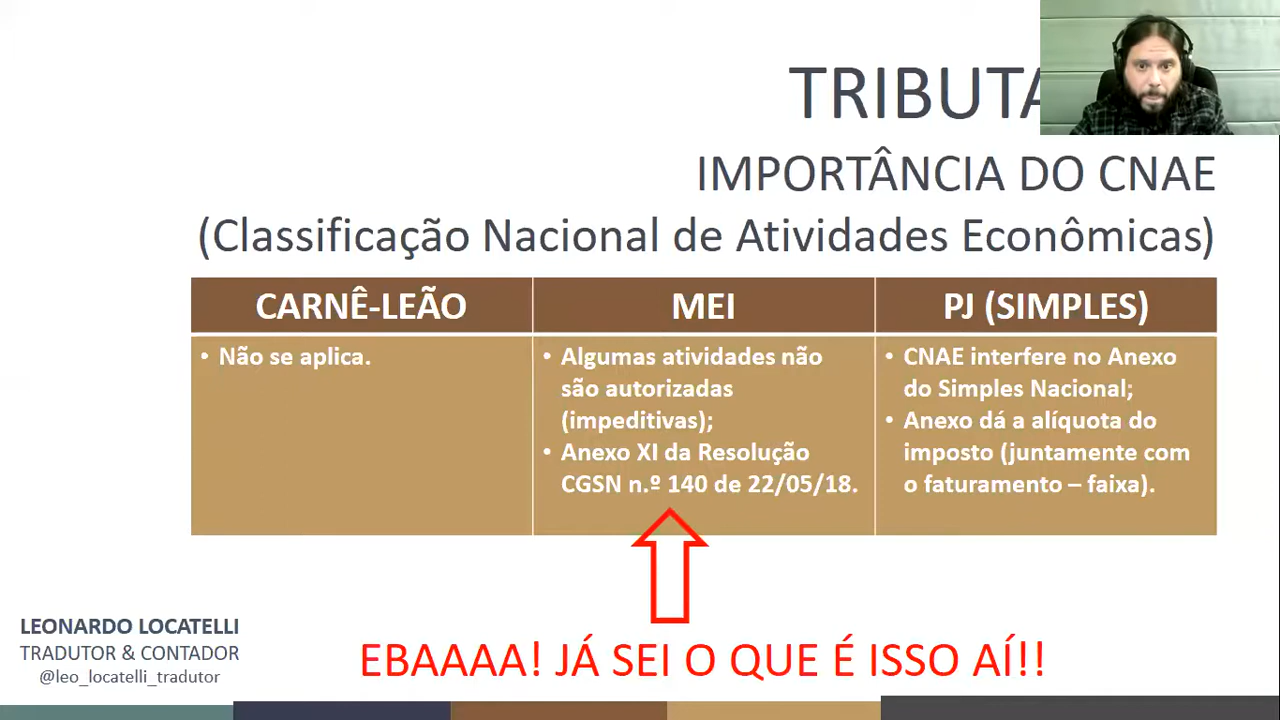 TRIBUTA
IMPORTÂNCIA DO CNAE
(Classificação Nacional de Atividades Econômicas)
CARNÊ-LEÃO
MEI
PJ (SIMPLES)
• Não se aplica.
• Algumas atividades não
são autorizadas
(impeditivas);
• Anexo XI da Resolução
CGSN n.º 140 de 22/05/18.
• CNAE interfere no Anexo
do Simples Nacional;
• Anexo dá a alíquota do
imposto (juntamente com
o faturamento – faixa).
LEONARDO LOCATELLI
TRADUTOR & CONTADOR
@leo_locatelli_tradutor
EBAAAA! JÁ SEI O QUE É ISSO AÍ!!